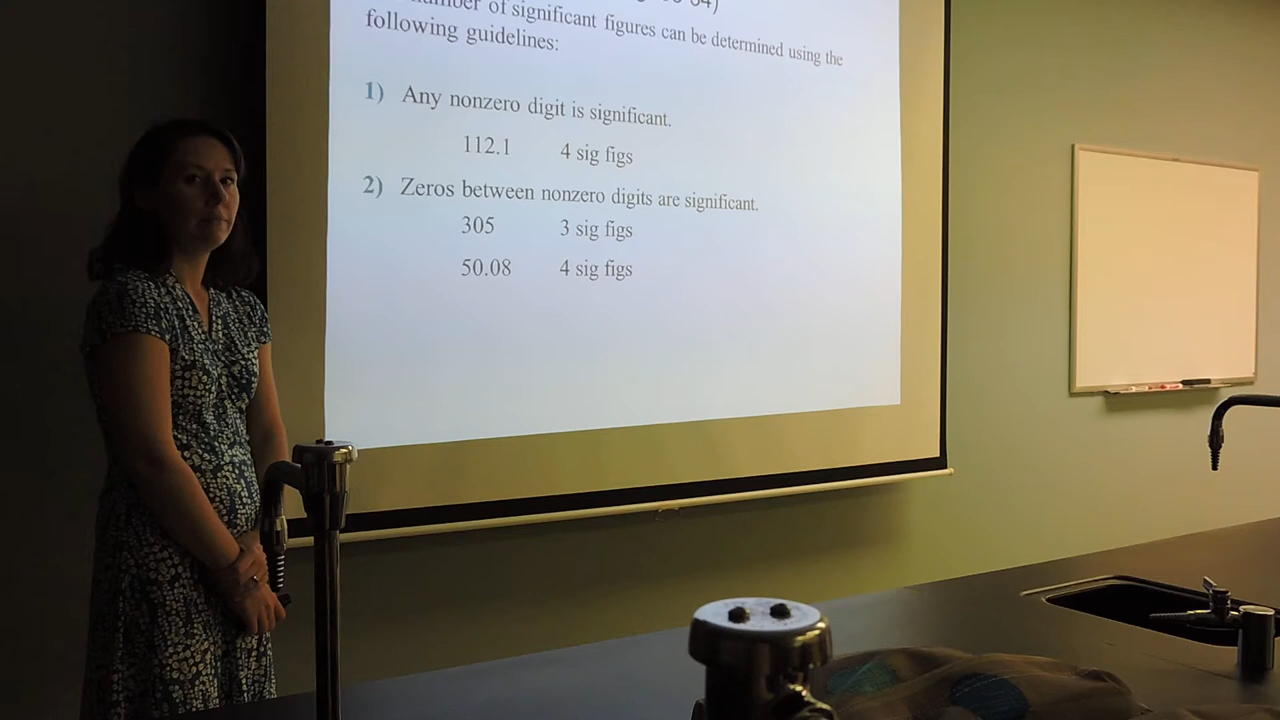 number of significant figures can be determined using the
following guidelines:
1) Any nonzero digit is significant.
112.1 4 sig figs
2) Zeros between nonzero digits are significant.
305 3 sig figs
50.08 4 sig figs